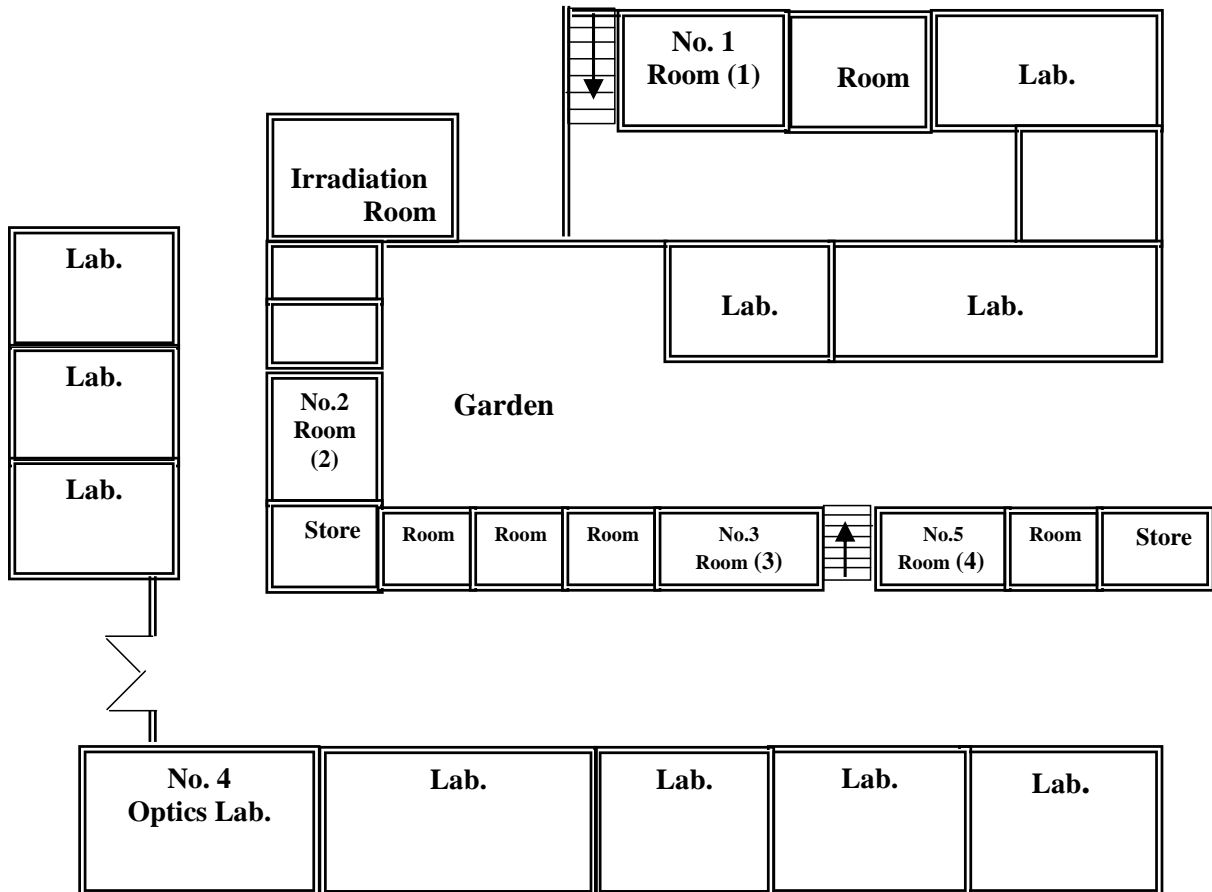 No. 1
Room (1)
Room
Lab.
Irradiation
Room
Lab.
Lab.
Lab.
Lab.
No.2
Room
(2)
Garden
Lab.
Store
Room
Room
Room
No.3
Room (3)
No.5
Room (4)
Room
Store
No. 4
Optics Lab.
Lab.
Lab.
Lab.
Lab.